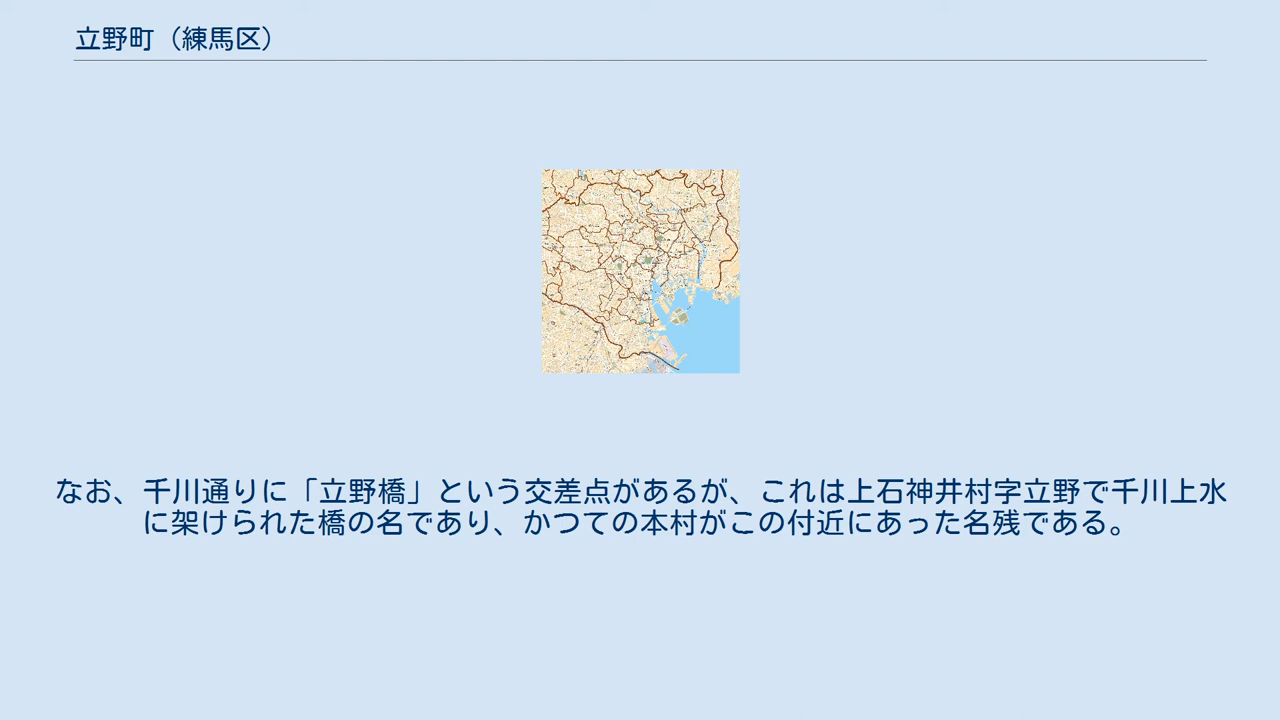 立野町（練馬区）
なお、千川通りに「立野橋」という交差点があるが、これは上石神井村字立野で千川上水
に架けられた橋の名であり、かつての本村がこの付近にあった名残である。